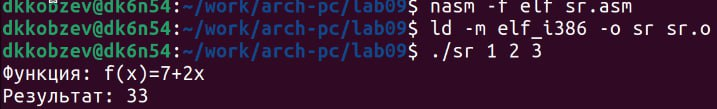 dkkobzev@dk6n54:~/work/arch-pc/lab09$ nasm -f elf sr.asm
dkkobzev@dk6n54:~/work/arch-pc/lab09$ ld -m elf_i386 -o sr sr.o
dkkobzev@dk6n54:~/work/arch-pc/lab09$ ./sr 1 2 3
Функция: f(x)=7+2x
Результат: 33